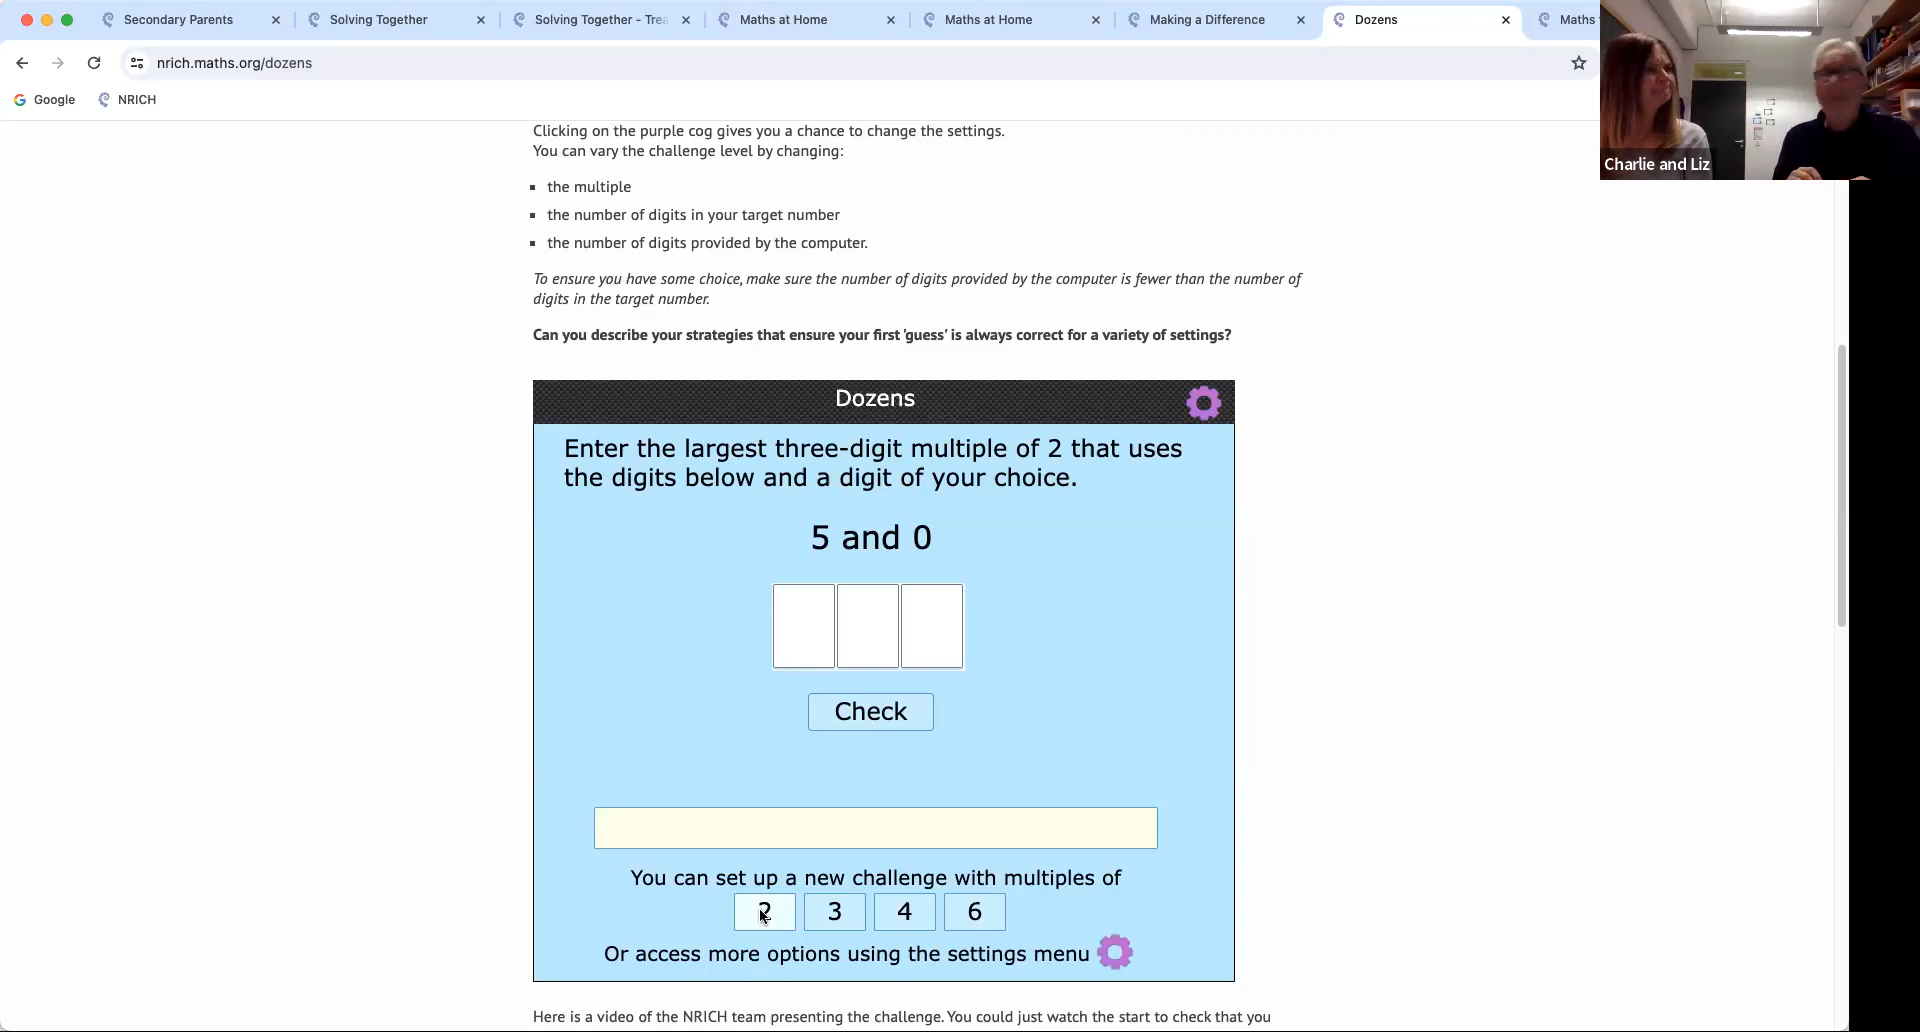 Secondary Parents
Solving Together
Solving Together - Trea
Maths at Home
Maths at Home
Making a Difference
Dozens
Maths
nrich.maths.org/dozens
Google
NRICH
Charlie and Liz
Clicking on the purple cog gives you a chance to change the settings.
You can vary the challenge level by changing:
the multiple
the number of digits in your target number
the number of digits provided by the computer.
To ensure you have some choice, make sure the number of digits provided by the computer is fewer than the number of
digits in the target number.
Can you describe your strategies that ensure your first 'guess' is always correct for a variety of settings?
Dozens
Enter the largest three-digit multiple of 2 that uses
the digits below and a digit of your choice.
5 and 0
Check
You can set up a new challenge with multiples of
2 3 4 6
Or access more options using the settings menu
Here is a video of the NRICH team presenting the challenge. You could just watch the start to check that you